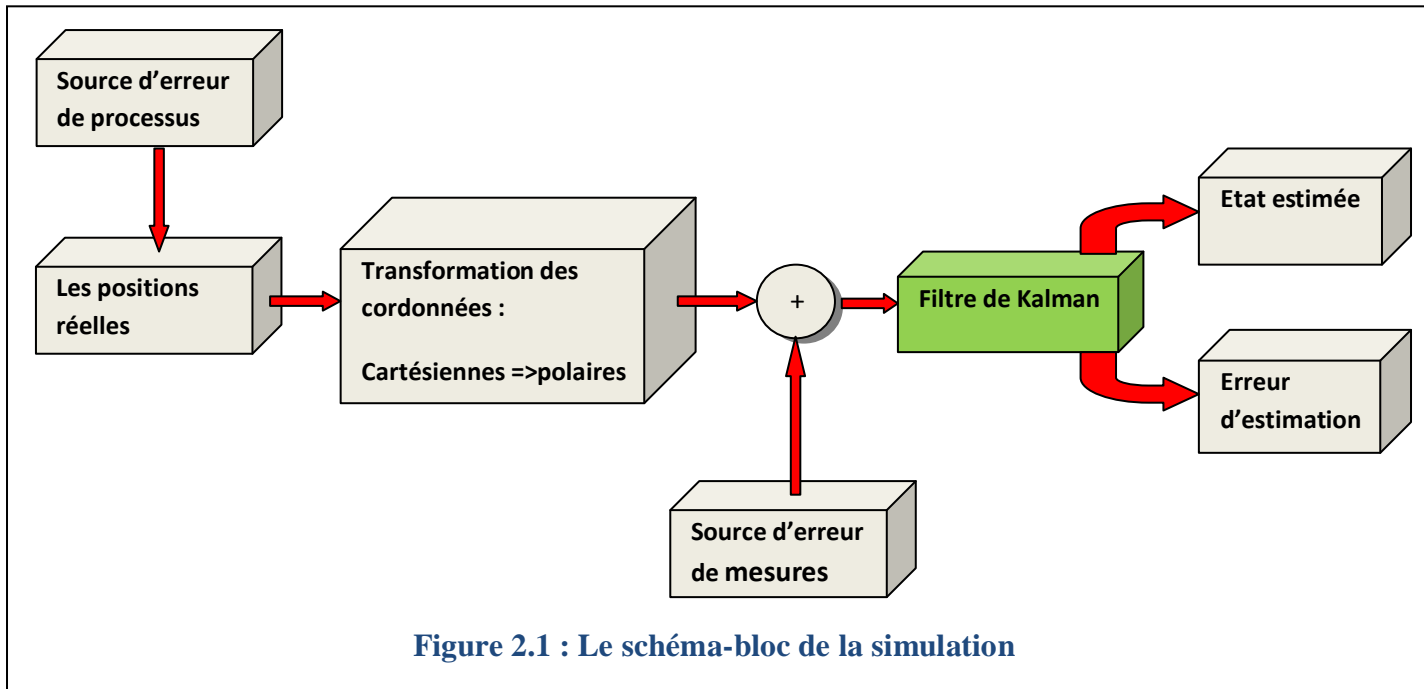 Source d’erreur
de processus
Les positions
réelles
Transformation des
cordonnées :
Cartésiennes =>polaires
+
Source d’erreur
de mesures
Filtre de Kalman
Etat estimée
Erreur
d’estimation
Figure 2.1 : Le schéma-bloc de la simulation